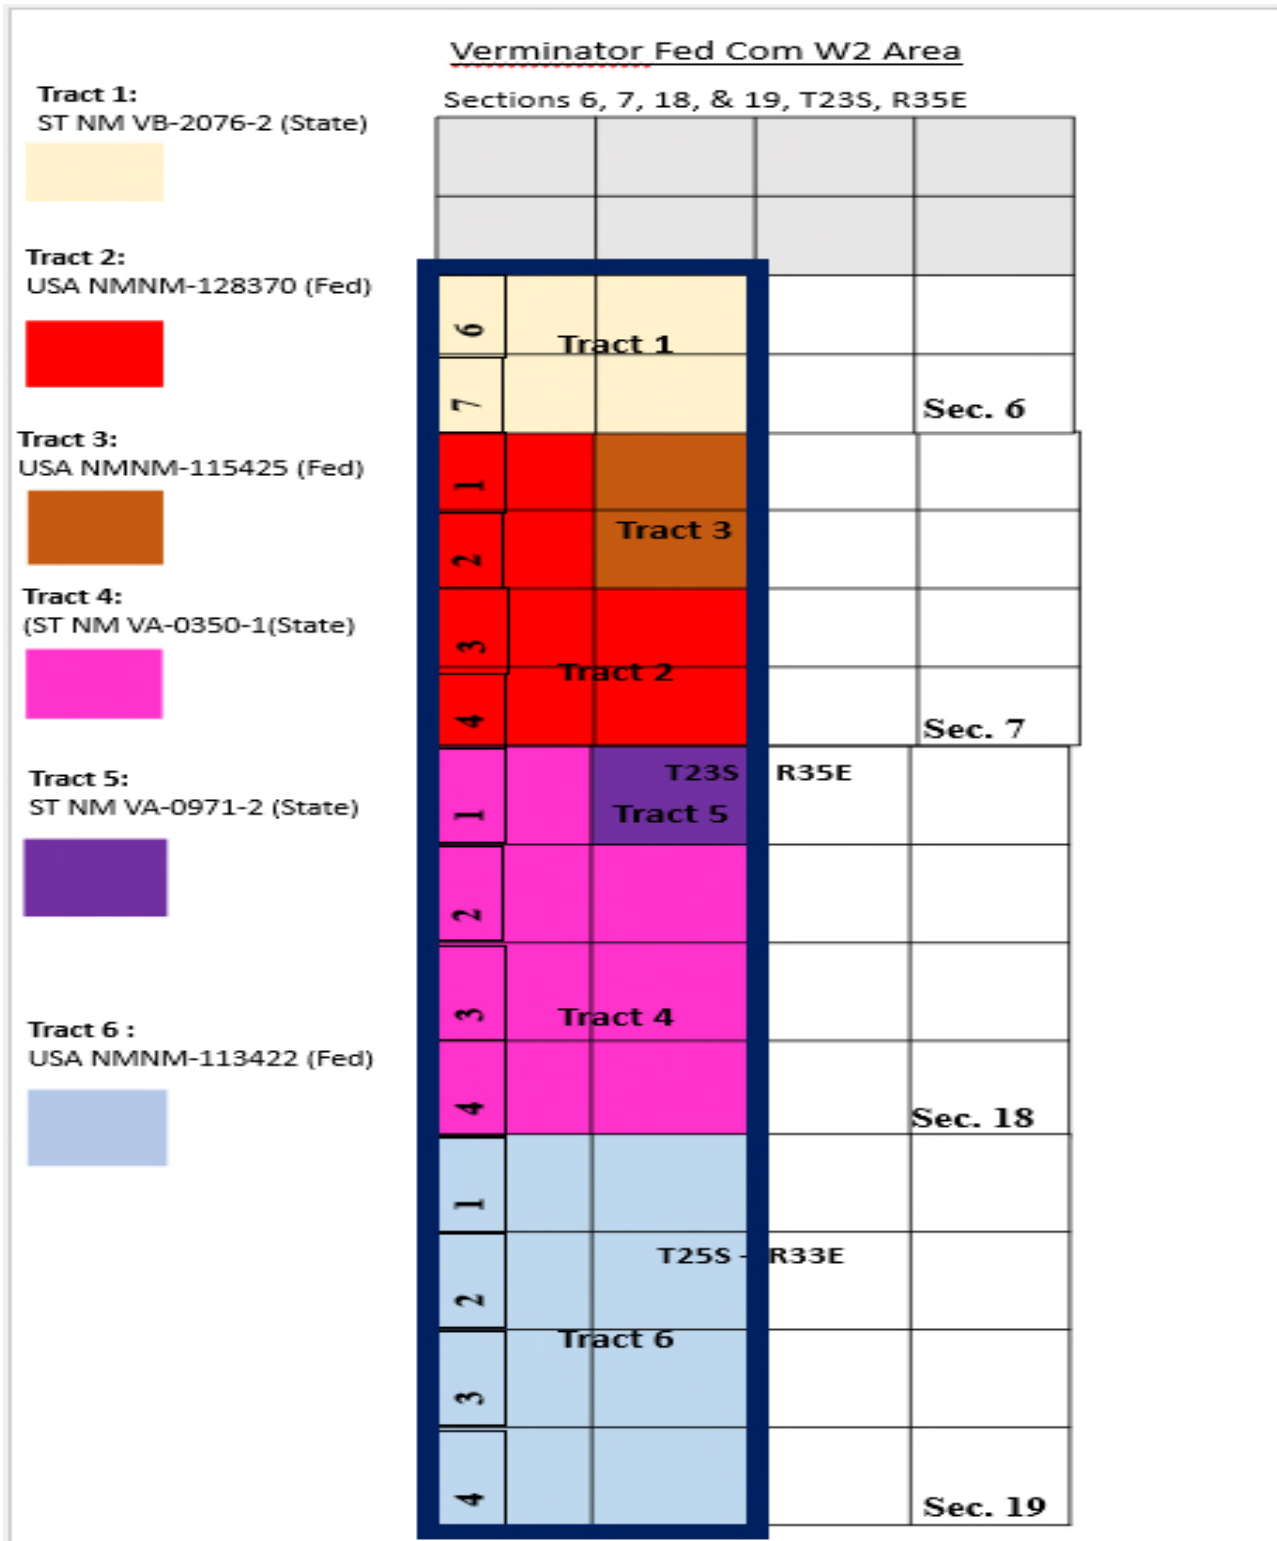 Verminator Fed Com W2 Area
Sections 6, 7, 18, & 19, T23S, R35E
Tract 1:
ST NM VB-2076-2 (State)
Tract 2:
USA NMNM-128370 (Fed)
Tract 3:
USA NMNM-115425 (Fed)
Tract 4:
(ST NM VA-0350-1(State)
Tract 5:
ST NM VA-0971-2 (State)
Tract 6 :
USA NMNM-113422 (Fed)
6
Tract 1
7
Sec. 6
1
Tract 3
2
3
Tract 2
4
Sec. 7
T23S R35E
1
Tract 5
2
3
Tract 4
4
Sec. 18
1
T25S - R33E
2
Tract 6
3
4
Sec. 19